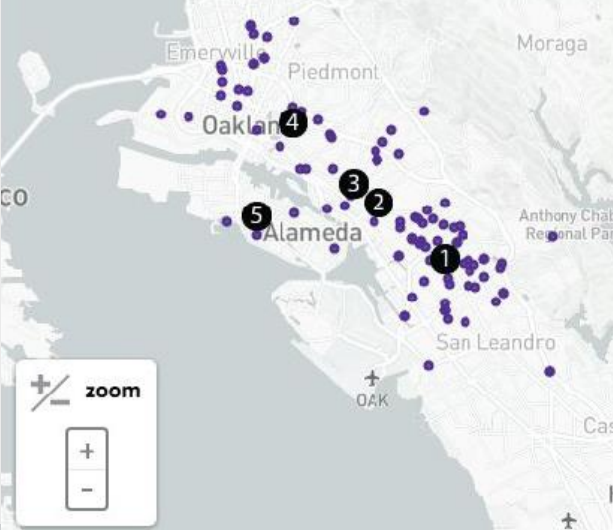 Moraga
Emeryville
Piedmont
Oaklan
4
3
2
CO
5
Alameda
Anthony Chab
Regional Par
1
San Leandro
OAK
zoom
+
−
Cas